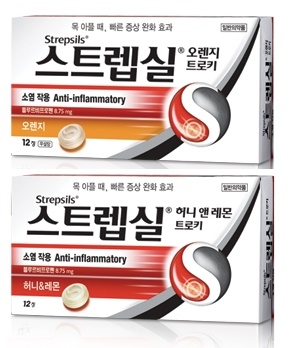 목 아플 때, 빠른 증상 완화 효과
일반의약품
Strepsils®
스트렙실® 오렌지 트로키
소염 작용 Anti-inflammatory
플루르비프로펜 8.75 mg
오렌지
12정
목 아플 때, 빠른 증상 완화 효과
일반의약품
Strepsils®
스트렙실® 허니 앤 레몬 트로키
소염 작용 Anti-inflammatory
플루르비프로펜 8.75 mg
허니&레몬
12정